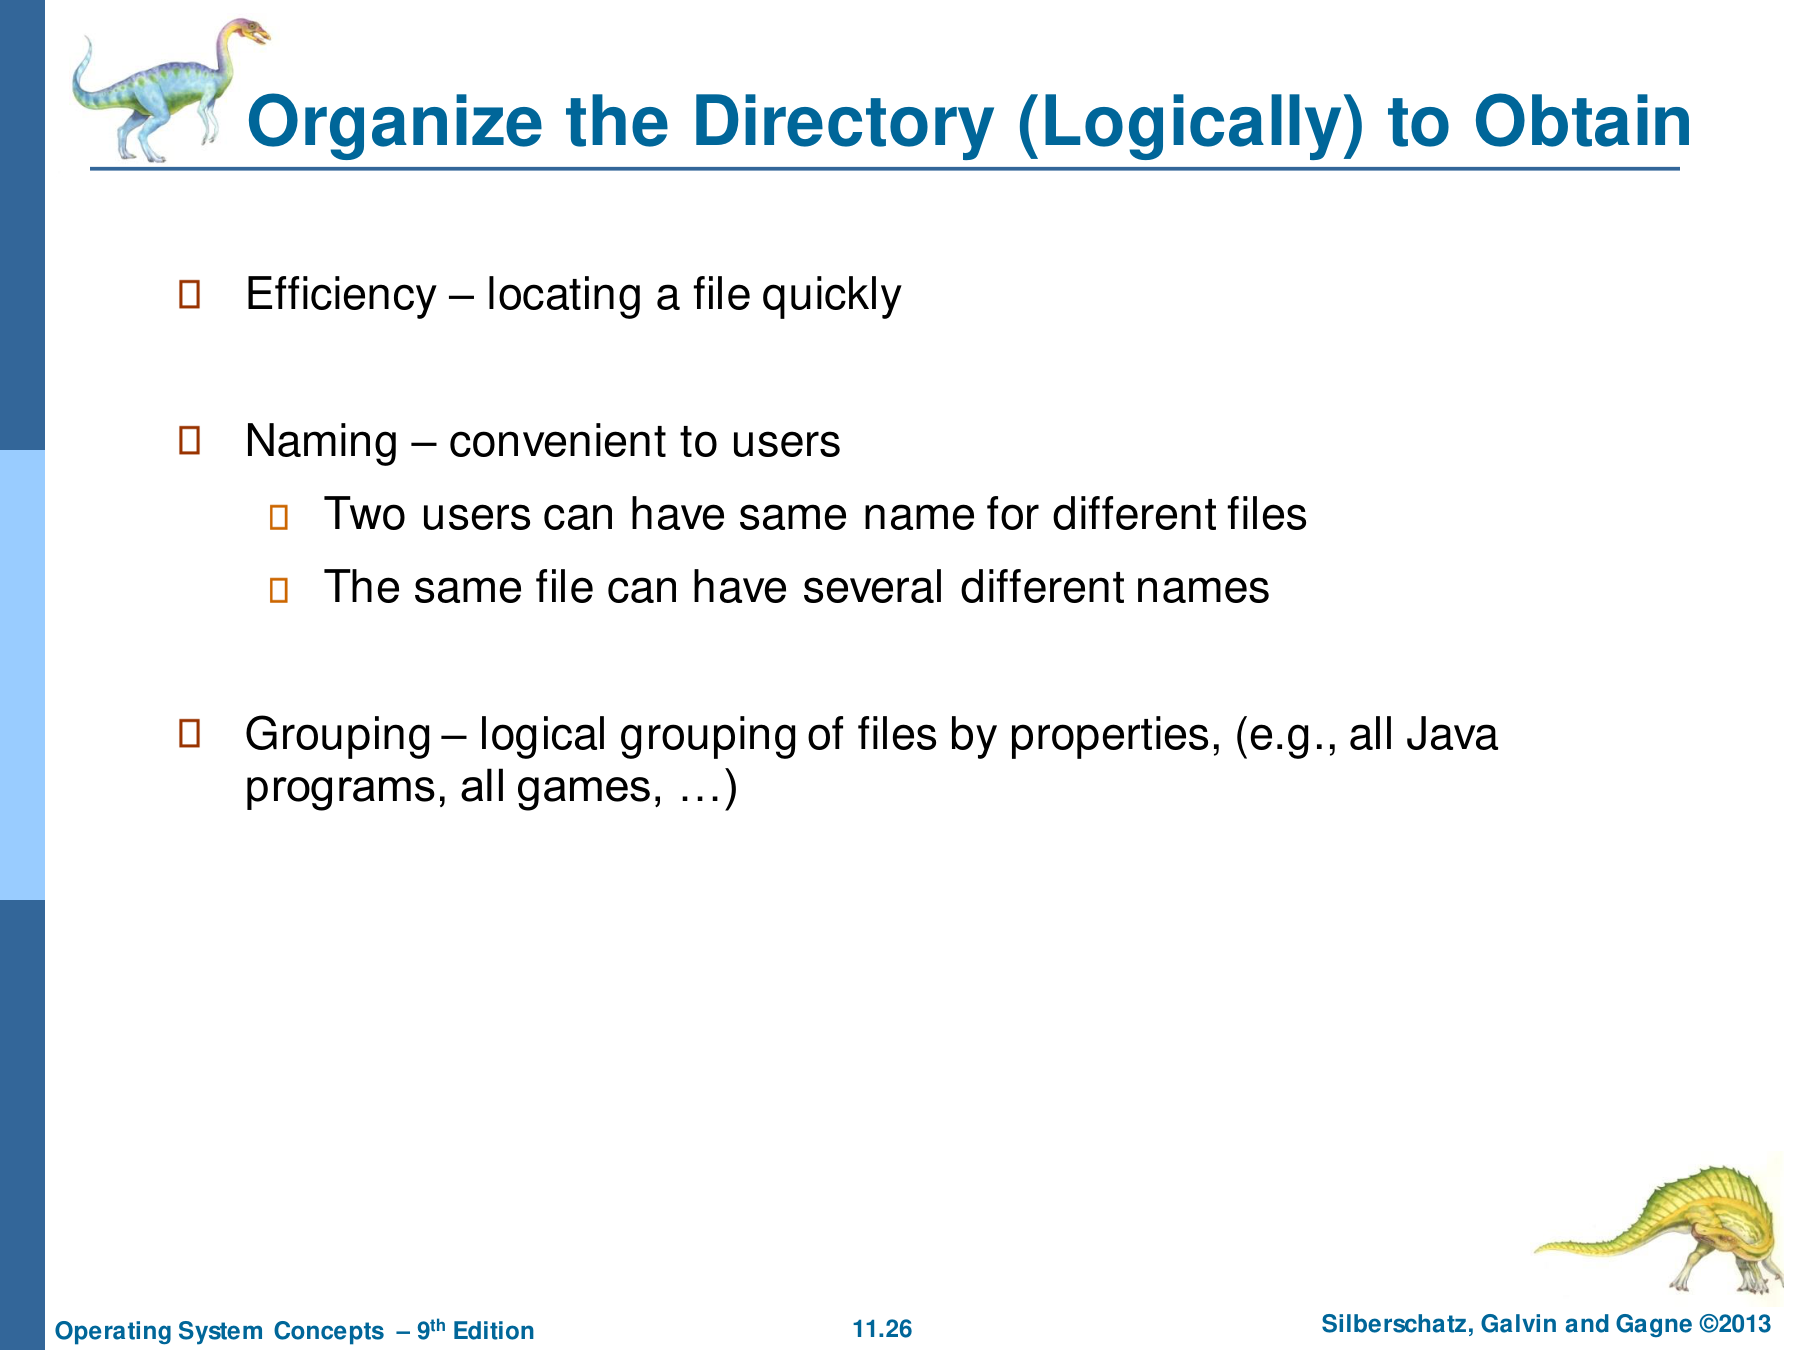 Organize the Directory (Logically) to Obtain
Efficiency – locating a file quickly
Naming – convenient to users
Two users can have same name for different files
The same file can have several different names
Grouping – logical grouping of files by properties, (e.g., all Java
programs, all games, …)
Operating System Concepts – 9th Edition
11.26
Silberschatz, Galvin and Gagne ©2013